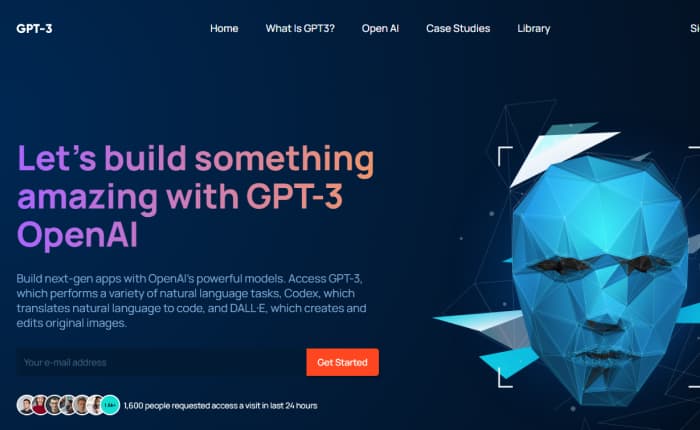 GPT-3
Home What Is GPT3? Open AI Case Studies Library
Let's build something
amazing with GPT-3
OpenAI
Build next-gen apps with OpenAI's powerful models. Access GPT-3,
which performs a variety of natural language tasks, Codex, which
translates natural language to code, and DALL·E, which creates and
edits original images.
Your e-mail address Get Started
1,600 people requested access a visit in last 24 hours